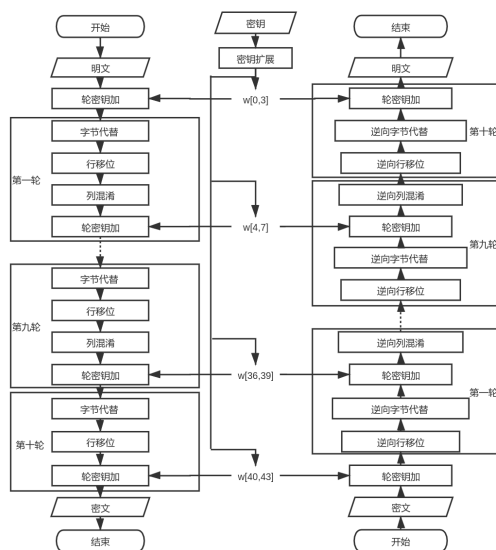 开始
明文
轮密钥加
第一轮
字节代替
行移位
列混淆
轮密钥加
第九轮
字节代替
行移位
列混淆
轮密钥加
第十轮
字节代替
行移位
轮密钥加
密文
结束
密钥
密钥扩展
w[0,3]
w[4,7]
w[36,39]
w[40,43]
结束
明文
轮密钥加
逆向字节代替
第十轮
逆向行移位
逆向列混淆
轮密钥加
第九轮
逆向字节代替
逆向行移位
逆向列混淆
轮密钥加
第一轮
逆向字节代替
逆向行移位
轮密钥加
密文
开始